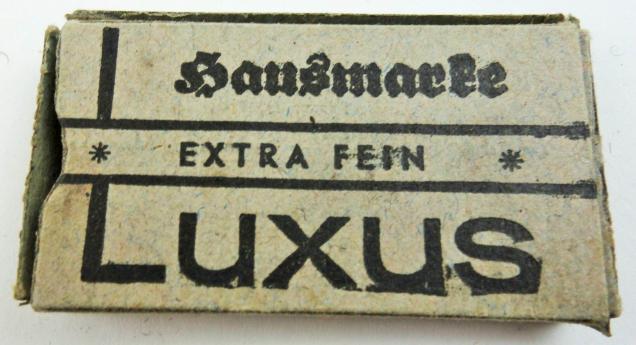 Hausmarke
* EXTRA FEIN *
LUXUS